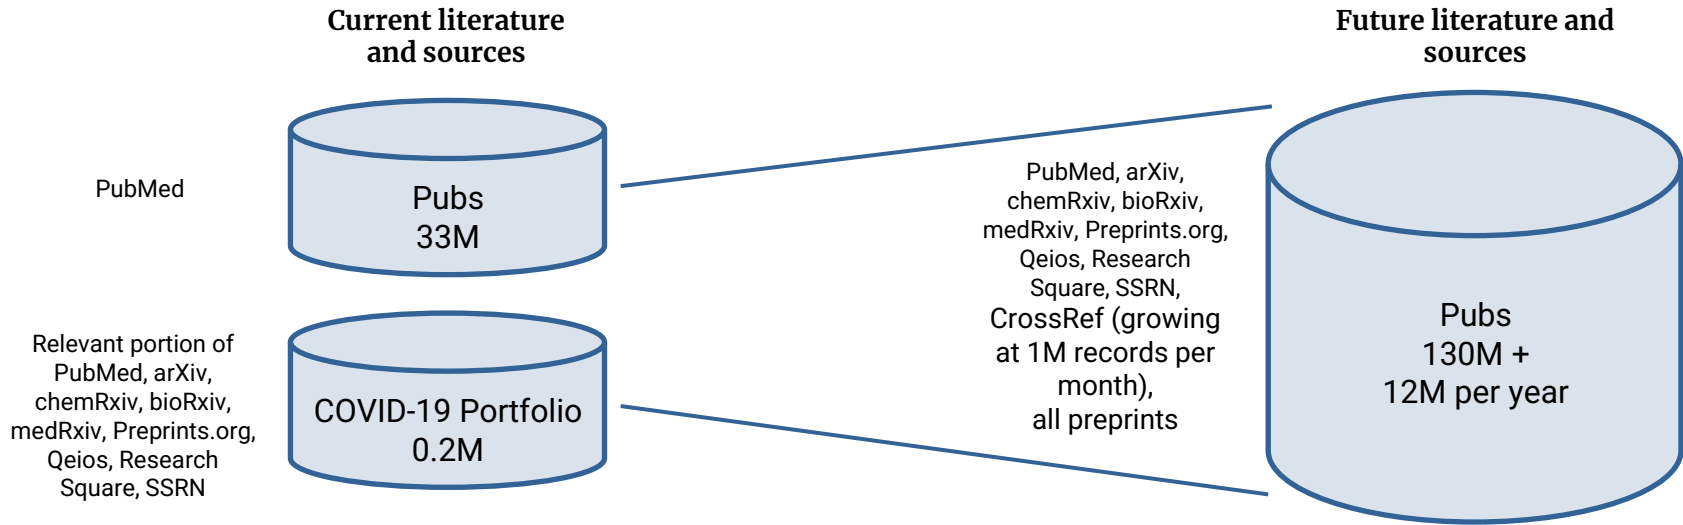 Current literature
and sources
PubMed
Pubs
33M
Relevant portion of
PubMed, arXiv,
chemRxiv, bioRxiv,
medRxiv, Preprints.org,
Qeios, Research
Square, SSRN
COVID-19 Portfolio
0.2M
PubMed, arXiv,
chemRxiv, bioRxiv,
medRxiv, Preprints.org,
Qeios, Research
Square, SSRN,
CrossRef (growing
at 1M records per
month),
all preprints
Future literature and
sources
Pubs
130M +
12M per year